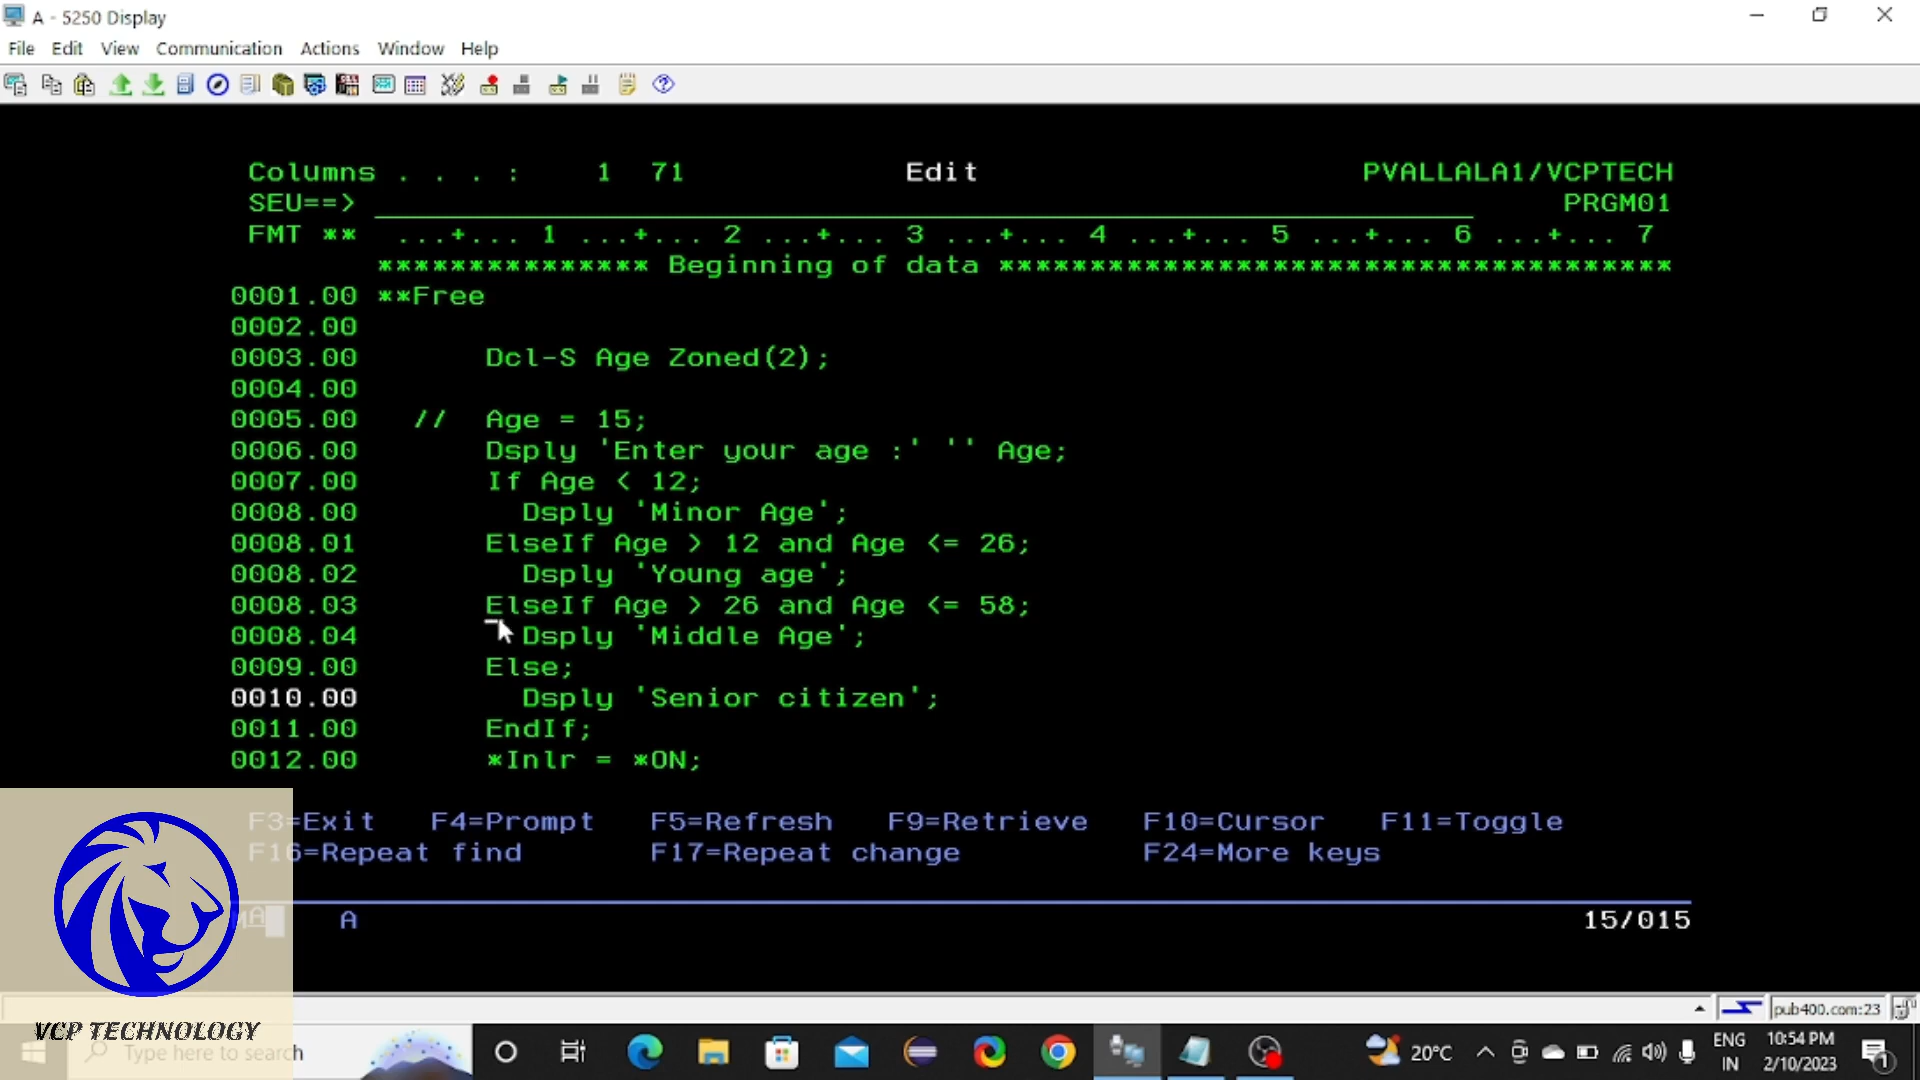 A - 5250 Display
File Edit View Communication Actions Window Help
Columns . . . : 1 71 Edit PVALLALA1/VCPTECH
SEU==> PRGM01
FMT ** ...+... 1 ...+... 2 ...+... 3 ...+... 4 ...+... 5 ...+... 6 ...+... 7
*************** Beginning of data *************************************
0001.00 **Free
0002.00
0003.00 Dcl-S Age Zoned(2);
0004.00
0005.00 // Age = 15;
0006.00 Dsply 'Enter your age :' '' Age;
0007.00 If Age < 12;
0008.00 Dsply 'Minor Age';
0008.01 ElseIf Age > 12 and Age <= 26;
0008.02 Dsply 'Young age';
0008.03 ElseIf Age > 26 and Age <= 58;
0008.04 Dsply 'Middle Age';
0009.00 Else;
0010.00 Dsply 'Senior citizen';
0011.00 EndIf;
0012.00 *Inlr = *ON;
F3=Exit F4=Prompt F5=Refresh F9=Retrieve F10=Cursor F11=Toggle
F16=Repeat find F17=Repeat change F24=More keys
MA A 15/015
pub400.com:23
VCP TECHNOLOGY
Type here to search
20°C
ENG
IN
10:54 PM
2/10/2023
1